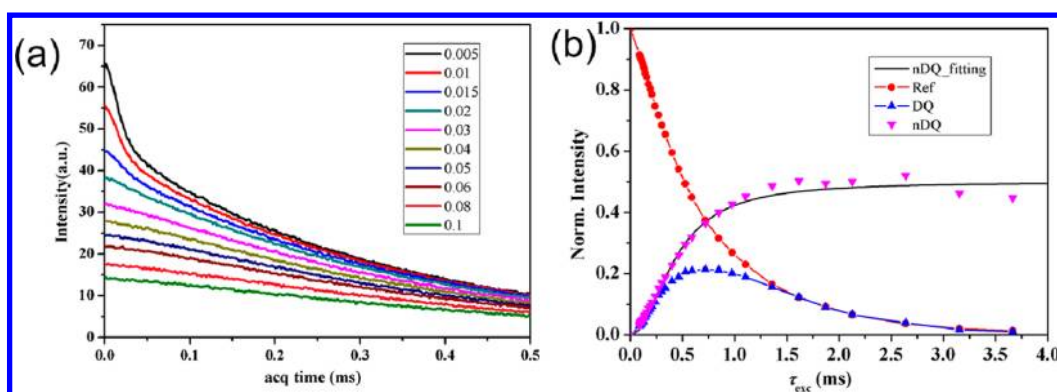 (a)
Intensity(a.u.)
70
60
50
40
30
20
10
0
0.005
0.01
0.015
0.02
0.03
0.04
0.05
0.06
0.08
0.1
0.0 0.1 0.2 0.3 0.4 0.5
acq time (ms)
(b)
Norm. Intensity
1.0
0.8
0.6
0.4
0.2
0.0
nDQ_fitting
Ref
DQ
nDQ
0.0 0.5 1.0 1.5 2.0 2.5 3.0 3.5 4.0
τexc (ms)